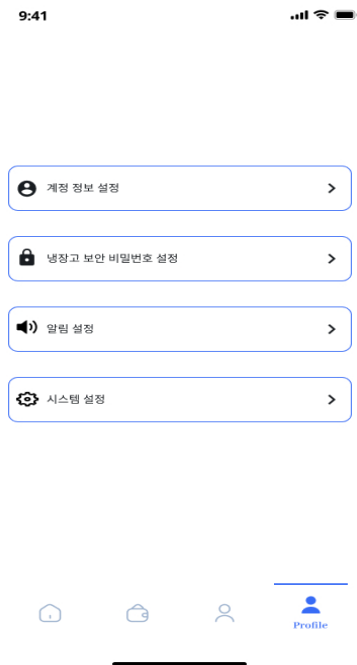 9:41
계정 정보 설정
냉장고 보안 비밀번호 설정
알림 설정
시스템 설정
Profile